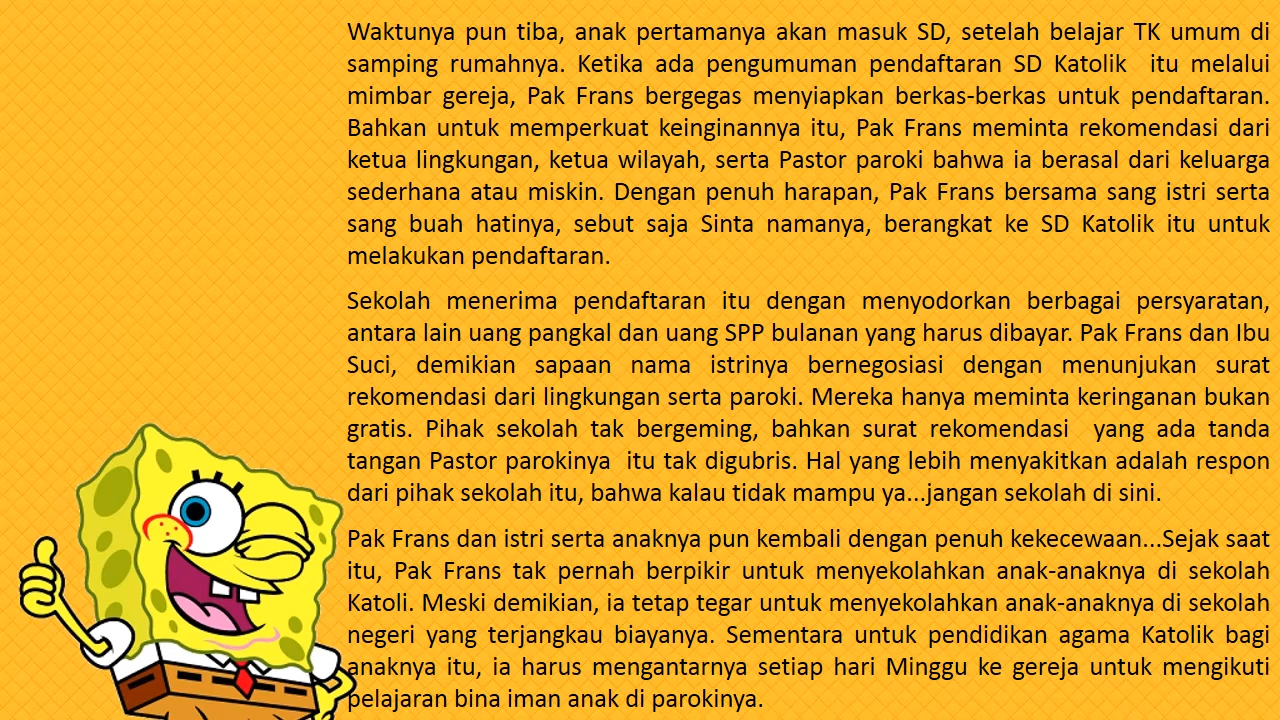 Waktunya pun tiba, anak pertamanya akan masuk SD, setelah belajar TK umum di
samping rumahnya. Ketika ada pengumuman pendaftaran SD Katolik itu melalui
mimbar gereja, Pak Frans bergegas menyiapkan berkas-berkas untuk pendaftaran.
Bahkan untuk memperkuat keinginannya itu, Pak Frans meminta rekomendasi dari
ketua lingkungan, ketua wilayah, serta Pastor paroki bahwa ia berasal dari keluarga
sederhana atau miskin. Dengan penuh harapan, Pak Frans bersama sang istri serta
sang buah hatinya, sebut saja Sinta namanya, berangkat ke SD Katolik itu untuk
melakukan pendaftaran.
Sekolah menerima pendaftaran itu dengan menyodorkan berbagai persyaratan,
antara lain uang pangkal dan uang SPP bulanan yang harus dibayar. Pak Frans dan Ibu
Suci, demikian sapaan nama istrinya bernegosiasi dengan menunjukan surat
rekomendasi dari lingkungan serta paroki. Mereka hanya meminta keringanan bukan
gratis. Pihak sekolah tak bergeming, bahkan surat rekomendasi yang ada tanda
tangan Pastor parokinya itu tak digubris. Hal yang lebih menyakitkan adalah respon
dari pihak sekolah itu, bahwa kalau tidak mampu ya...jangan sekolah di sini.
Pak Frans dan istri serta anaknya pun kembali dengan penuh kekecewaan...Sejak saat
itu, Pak Frans tak pernah berpikir untuk menyekolahkan anak-anaknya di sekolah
Katoli. Meski demikian, ia tetap tegar untuk menyekolahkan anak-anaknya di sekolah
negeri yang terjangkau biayanya. Sementara untuk pendidikan agama Katolik bagi
anaknya itu, ia harus mengantarnya setiap hari Minggu ke gereja untuk mengikuti
pelajaran bina iman anak di parokinya.